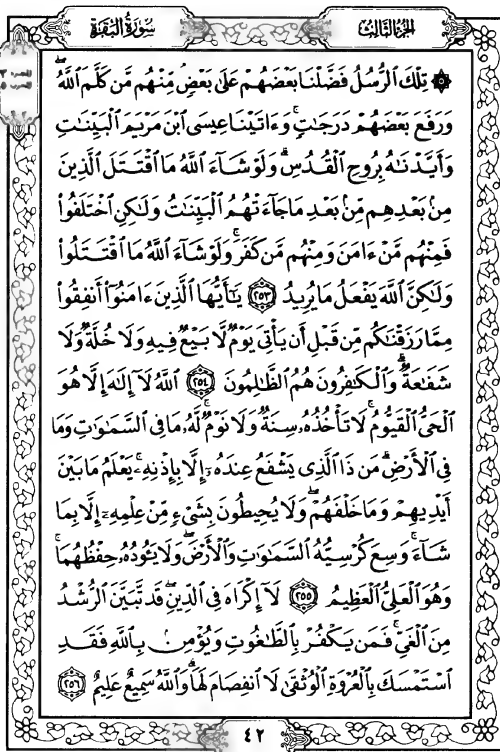 الجزء الثالث
سورة البقرة
تِلْكَ ٱلرُّسُلُ فَضَّلْنَا بَعْضَهُمْ عَلَىٰ بَعْضٍ مِّنْهُم مَّن كَلَّمَ ٱللَّهُ
وَرَفَعَ بَعْضَهُمْ دَرَجَٰتٍ وَءَاتَيْنَا عِيسَى ٱبْنَ مَرْيَمَ ٱلْبَيِّنَٰتِ
وَأَيَّدْنَٰهُ بِرُوحِ ٱلْقُدُسِ وَلَوْ شَآءَ ٱللَّهُ مَا ٱقْتَتَلَ ٱلَّذِينَ
مِنۢ بَعْدِهِم مِّنۢ بَعْدِ مَا جَآءَتْهُمُ ٱلْبَيِّنَٰتُ وَلَٰكِنِ ٱخْتَلَفُوا۟
فَمِنْهُم مَّنْ ءَامَنَ وَمِنْهُم مَّن كَفَرَ وَلَوْ شَآءَ ٱللَّهُ مَا ٱقْتَتَلُوا۟
وَلَٰكِنَّ ٱللَّهَ يَفْعَلُ مَا يُرِيدُ ٢٥٣ يَٰٓأَيُّهَا ٱلَّذِينَ ءَامَنُوٓا۟ أَنفِقُوا۟
مِمَّا رَزَقْنَٰكُم مِّن قَبْلِ أَن يَأْتِىَ يَوْمٌ لَّا بَيْعٌ فِيهِ وَلَا خُلَّةٌ وَلَا
شَفَٰعَةٌ وَٱلْكَٰفِرُونَ هُمُ ٱلظَّٰلِمُونَ ٢٥٤ ٱللَّهُ لَآ إِلَٰهَ إِلَّا هُوَ
ٱلْحَىُّ ٱلْقَيُّومُ لَا تَأْخُذُهُۥ سِنَةٌ وَلَا نَوْمٌ لَّهُۥ مَا فِى ٱلسَّمَٰوَٰتِ وَمَا
فِى ٱلْأَرْضِ مَن ذَا ٱلَّذِى يَشْفَعُ عِندَهُۥٓ إِلَّا بِإِذْنِهِۦ يَعْلَمُ مَا بَيْنَ
أَيْدِيهِمْ وَمَا خَلْفَهُمْ وَلَا يُحِيطُونَ بِشَىْءٍ مِّنْ عِلْمِهِۦٓ إِلَّا بِمَا
شَآءَ وَسِعَ كُرْسِيُّهُ ٱلسَّمَٰوَٰتِ وَٱلْأَرْضَ وَلَا يَـُٔودُهُۥ حِفْظُهُمَا
وَهُوَ ٱلْعَلِىُّ ٱلْعَظِيمُ ٢٥٥ لَآ إِكْرَاهَ فِى ٱلدِّينِ قَد تَّبَيَّنَ ٱلرُّشْدُ
مِنَ ٱلْغَىِّ فَمَن يَكْفُرْ بِٱلطَّٰغُوتِ وَيُؤْمِنۢ بِٱللَّهِ فَقَدِ
ٱسْتَمْسَكَ بِٱلْعُرْوَةِ ٱلْوُثْقَىٰ لَا ٱنفِصَامَ لَهَا وَٱللَّهُ سَمِيعٌ عَلِيمٌ ٢٥٦
٤٢